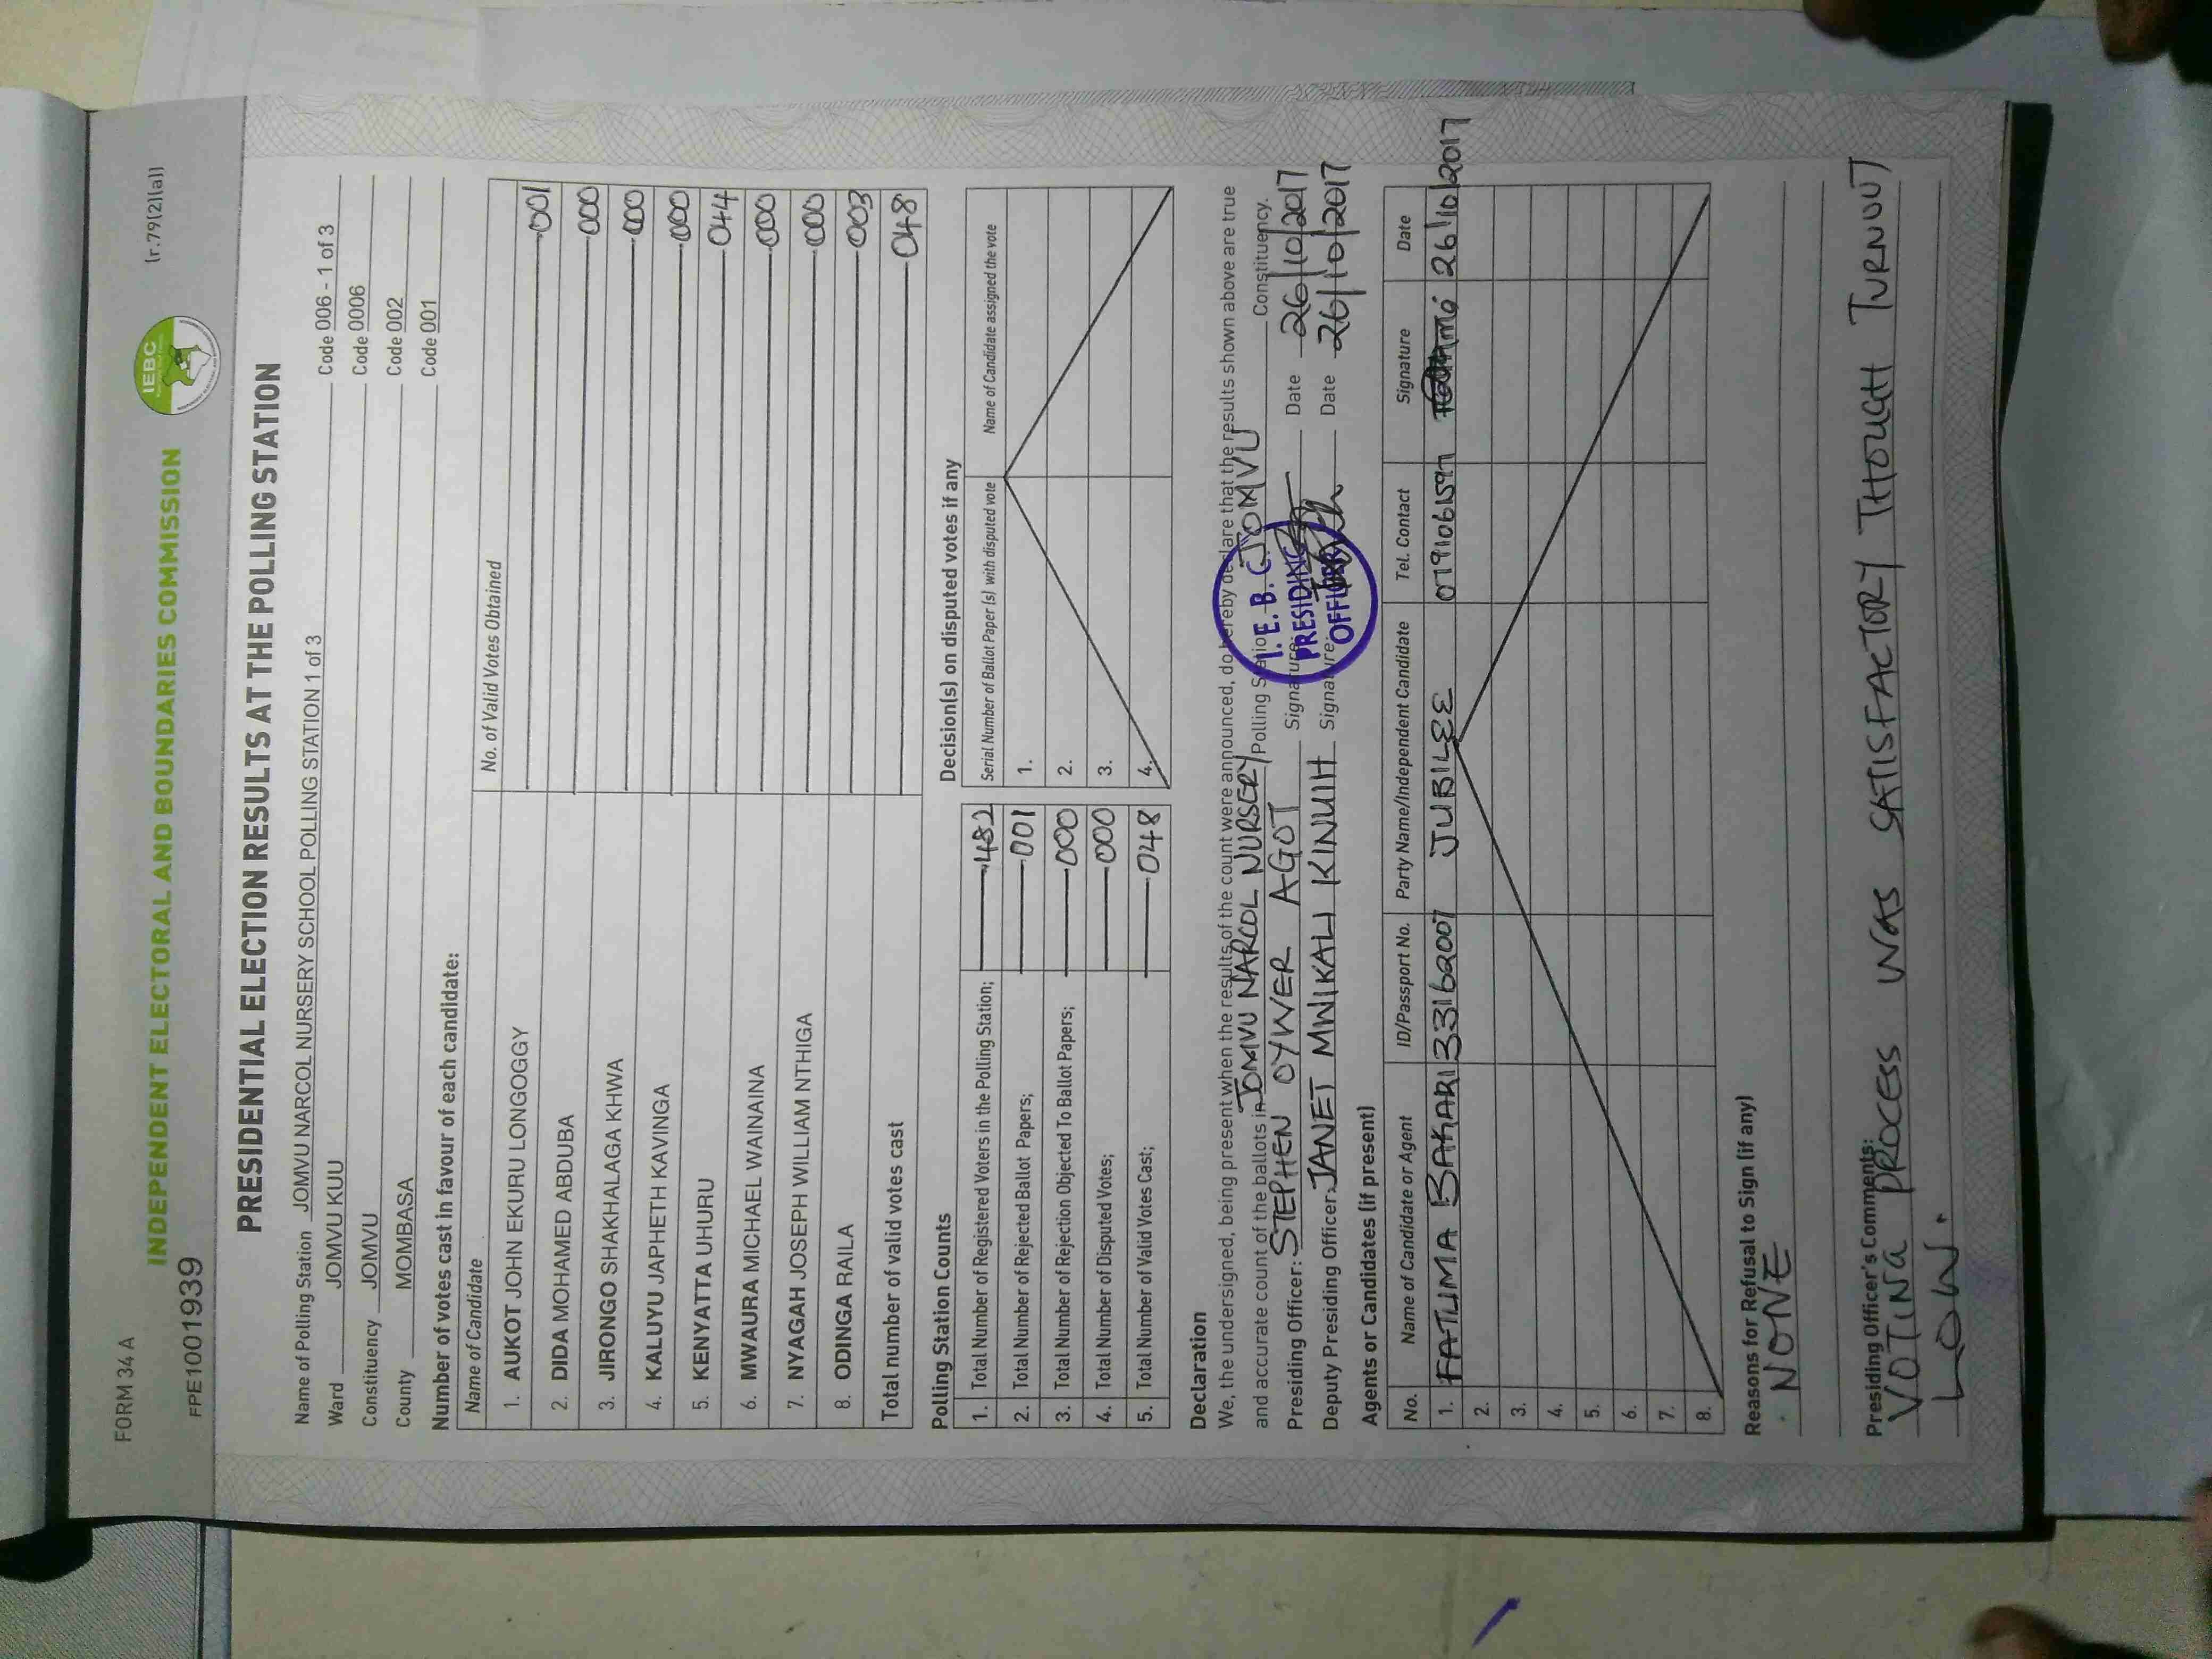 FORM 34 A
(r.79(2)(a))
INDEPENDENT ELECTORAL AND BOUNDARIES COMMISSION
IEBC
FPE1001939
PRESIDENTIAL ELECTION RESULTS AT THE POLLING STATION
Name of Polling Station JOMVU NARCOL NURSERY SCHOOL POLLING STATION 1 of 3 Code 006 - 1 of 3
Ward JOMVU KUU Code 0006
Constituency JOMVU Code 002
County MOMBASA Code 001
Number of votes cast in favour of each candidate:
Name of Candidate No. of Valid Votes Obtained
1. AUKOT JOHN EKURU LONGOGGY 001
2. DIDA MOHAMED ABDUBA 000
3. JIRONGO SHAKHALAGA KHWA 000
4. KALUYU JAPHETH KAVINGA 000
5. KENYATTA UHURU 044
6. MWAURA MICHAEL WAINAINA 000
7. NYAGAH JOSEPH WILLIAM NTHIGA 000
8. ODINGA RAILA 003
Total number of valid votes cast 048
Polling Station Counts
1. Total Number of Registered Voters in the Polling Station; 482
2. Total Number of Rejected Ballot Papers; 001
3. Total Number of Rejection Objected To Ballot Papers; 000
4. Total Number of Disputed Votes; 000
5. Total Number of Valid Votes Cast; 048
Decision(s) on disputed votes if any
Serial Number of Ballot Paper (s) with disputed vote Name of Candidate assigned the vote
1.
2.
3.
4.
Declaration
We, the undersigned, being present when the results of the count were announced, do hereby declare that the results shown above are true
and accurate count of the ballots in JOMVU NARCOL NURSERY Polling Station JOMVU Constituency.
Presiding Officer: STEPHEN OYWER AGOT Signature: Date 26/10/2017
Deputy Presiding Officer: JANET MWIKALI KINUIH Signature: Date 26/10/2017
I.E.B.C.
PRESIDING
OFFICER
Agents or Candidates (if present)
No. Name of Candidate or Agent ID/Passport No. Party Name/Independent Candidate Tel. Contact Signature Date
1. FATUMA BAKARI 33162007 JUBILEE 26/10/2017
2.
3.
4.
5.
6.
7.
8.
Reasons for Refusal to Sign (if any)
NONE
Presiding Officer's Comments:
VOTING PROCESS WAS SATISFACTORY THOUGH TURNOUT
LOW.